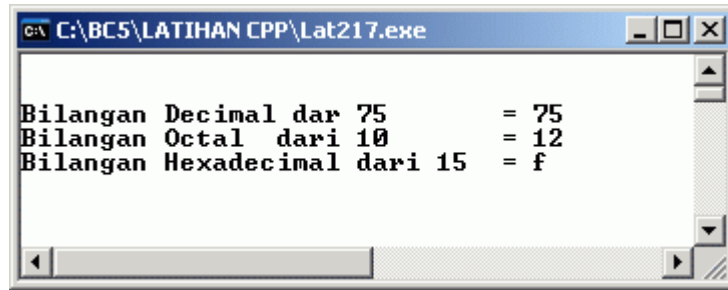 C:\BC5\LATIHAN CPP\Lat217.exe
Bilangan Decimal dar 75 = 75
Bilangan Octal dari 10 = 12
Bilangan Hexadecimal dari 15 = f